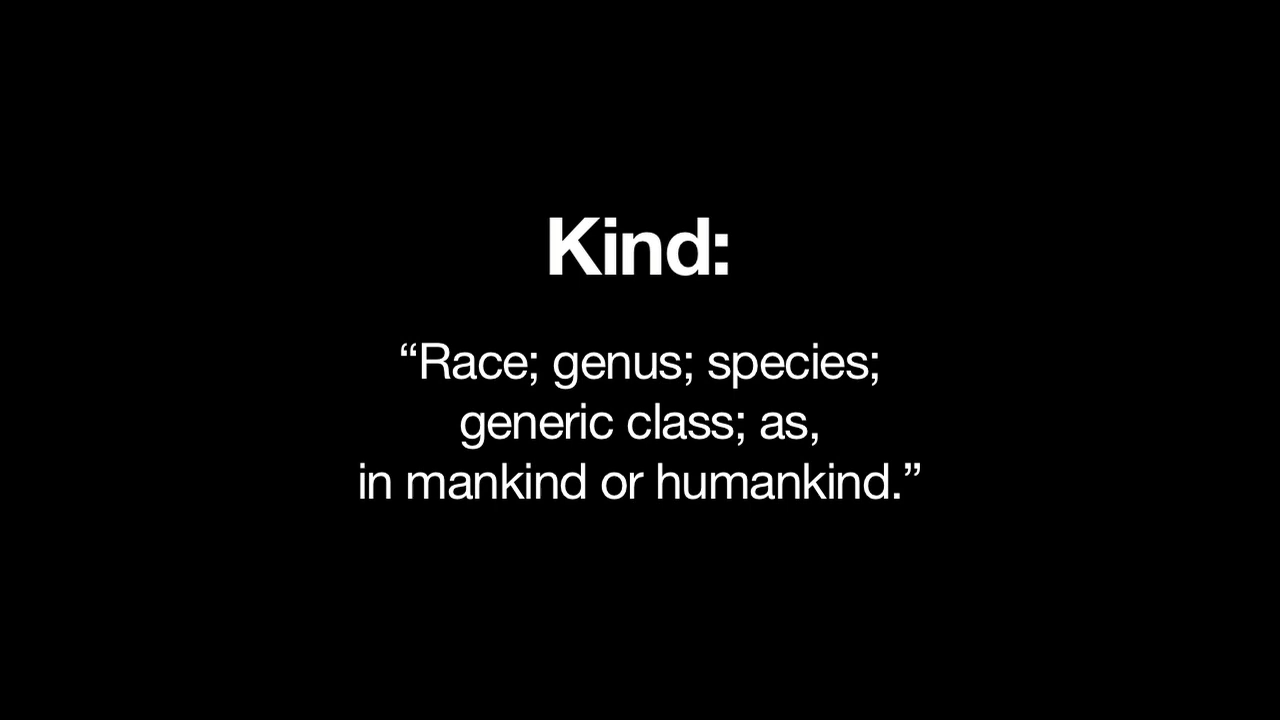 Kind:
“Race; genus; species;
generic class; as,
in mankind or humankind.”